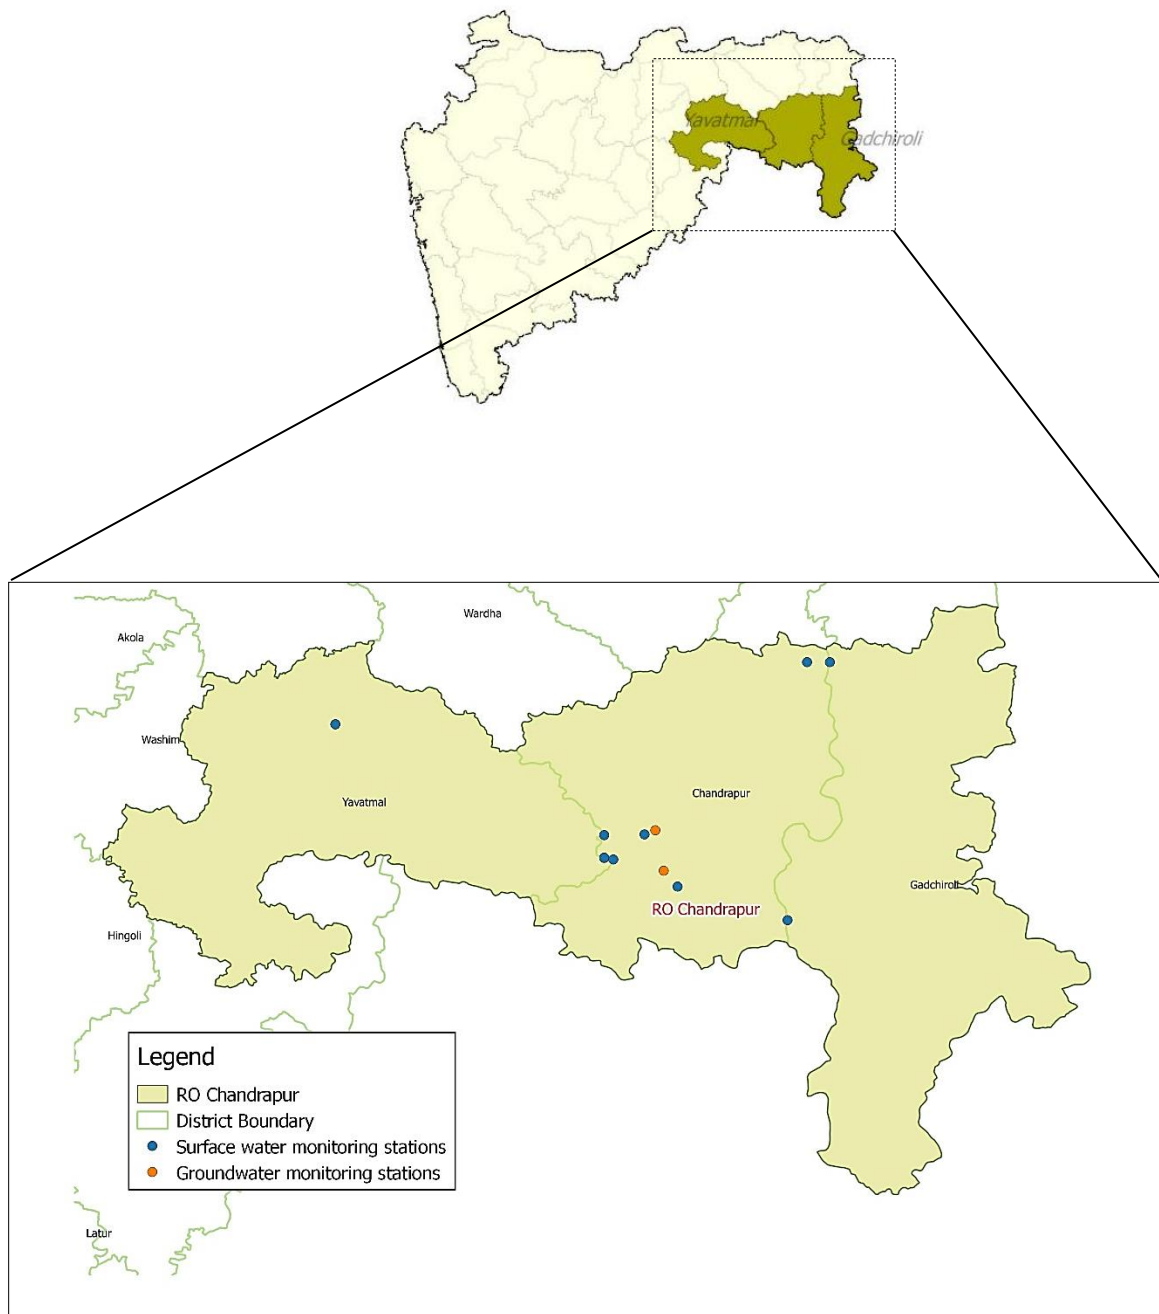 Yavatmal
Gadchiroli
Wardha
Akola
Washim
Yavatmal
Chandrapur
Gadchiroli
RO Chandrapur
Hingoli
Legend
RO Chandrapur
District Boundary
Surface water monitoring stations
Groundwater monitoring stations
Latur